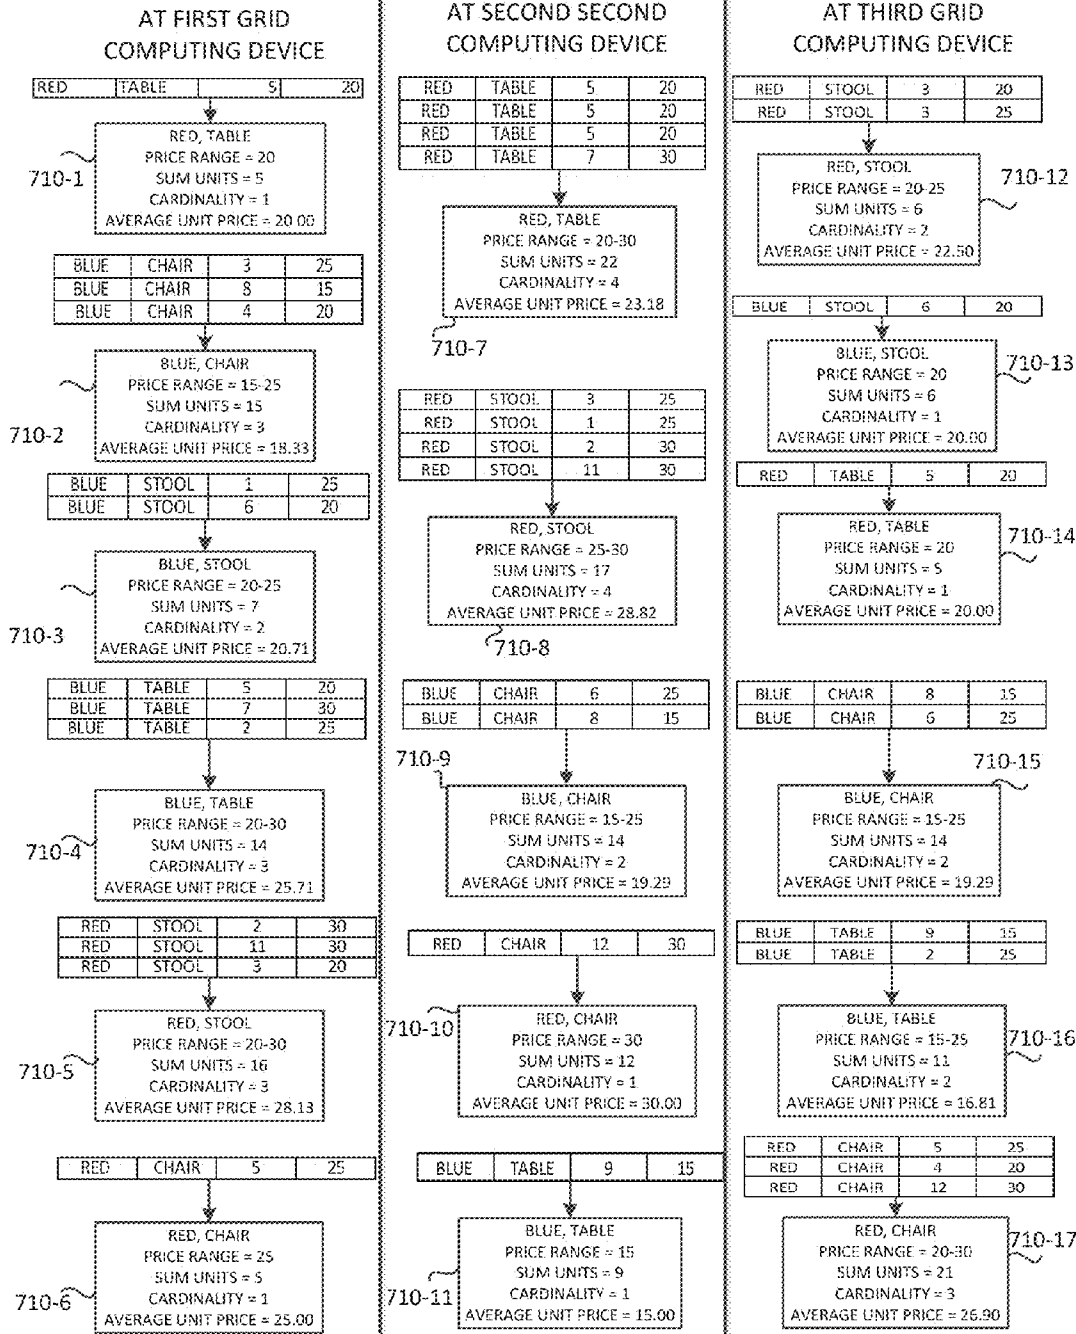 AT FIRST GRID
COMPUTING DEVICE
RED TABLE 5 20
RED, TABLE
PRICE RANGE = 20
SUM UNITS = 5
CARDINALITY = 1
AVERAGE UNIT PRICE = 20.00
710-1
BLUE CHAIR 3 25
BLUE CHAIR 8 15
BLUE CHAIR 4 20
BLUE, CHAIR
PRICE RANGE = 15-25
SUM UNITS = 15
CARDINALITY = 3
AVERAGE UNIT PRICE = 18.33
710-2
BLUE STOOL 1 25
BLUE STOOL 6 20
BLUE, STOOL
PRICE RANGE = 20-25
SUM UNITS = 7
CARDINALITY = 2
AVERAGE UNIT PRICE = 20.71
710-3
BLUE TABLE 5 20
BLUE TABLE 7 30
BLUE TABLE 2 25
BLUE, TABLE
PRICE RANGE = 20-30
SUM UNITS = 14
CARDINALITY = 3
AVERAGE UNIT PRICE = 25.71
710-4
RED STOOL 2 30
RED STOOL 11 30
RED STOOL 3 20
RED, STOOL
PRICE RANGE = 20-30
SUM UNITS = 16
CARDINALITY = 3
AVERAGE UNIT PRICE = 28.13
710-5
RED CHAIR 5 25
RED, CHAIR
PRICE RANGE = 25
SUM UNITS = 5
CARDINALITY = 1
AVERAGE UNIT PRICE = 25.00
710-6
AT SECOND SECOND
COMPUTING DEVICE
RED TABLE 5 20
RED TABLE 5 20
RED TABLE 5 20
RED TABLE 7 30
RED, TABLE
PRICE RANGE = 20-30
SUM UNITS = 22
CARDINALITY = 4
AVERAGE UNIT PRICE = 23.18
710-7
RED STOOL 3 25
RED STOOL 1 25
RED STOOL 2 30
RED STOOL 11 30
RED, STOOL
PRICE RANGE = 25-30
SUM UNITS = 17
CARDINALITY = 4
AVERAGE UNIT PRICE = 28.82
710-8
BLUE CHAIR 6 25
BLUE CHAIR 8 15
710-9
BLUE, CHAIR
PRICE RANGE = 15-25
SUM UNITS = 14
CARDINALITY = 2
AVERAGE UNIT PRICE = 19.29
RED CHAIR 12 30
710-10
RED, CHAIR
PRICE RANGE = 30
SUM UNITS = 12
CARDINALITY = 1
AVERAGE UNIT PRICE = 30.00
BLUE TABLE 9 15
BLUE, TABLE
PRICE RANGE = 15
SUM UNITS = 9
CARDINALITY = 1
AVERAGE UNIT PRICE = 15.00
710-11
AT THIRD GRID
COMPUTING DEVICE
RED STOOL 3 20
RED STOOL 3 25
RED, STOOL
PRICE RANGE = 20-25
SUM UNITS = 6
CARDINALITY = 2
AVERAGE UNIT PRICE = 22.50
710-12
BLUE STOOL 6 20
BLUE, STOOL
PRICE RANGE = 20
SUM UNITS = 6
CARDINALITY = 1
AVERAGE UNIT PRICE = 20.00
710-13
RED TABLE 5 20
RED, TABLE
PRICE RANGE = 20
SUM UNITS = 5
CARDINALITY = 1
AVERAGE UNIT PRICE = 20.00
710-14
BLUE CHAIR 8 15
BLUE CHAIR 6 25
710-15
BLUE, CHAIR
PRICE RANGE = 15-25
SUM UNITS = 14
CARDINALITY = 2
AVERAGE UNIT PRICE = 19.29
BLUE TABLE 9 15
BLUE TABLE 2 25
BLUE, TABLE
PRICE RANGE = 15-25
SUM UNITS = 11
CARDINALITY = 2
AVERAGE UNIT PRICE = 16.81
710-16
RED CHAIR 5 25
RED CHAIR 4 20
RED CHAIR 12 30
RED, CHAIR
PRICE RANGE = 20-30
SUM UNITS = 21
CARDINALITY = 3
AVERAGE UNIT PRICE = 26.90
710-17